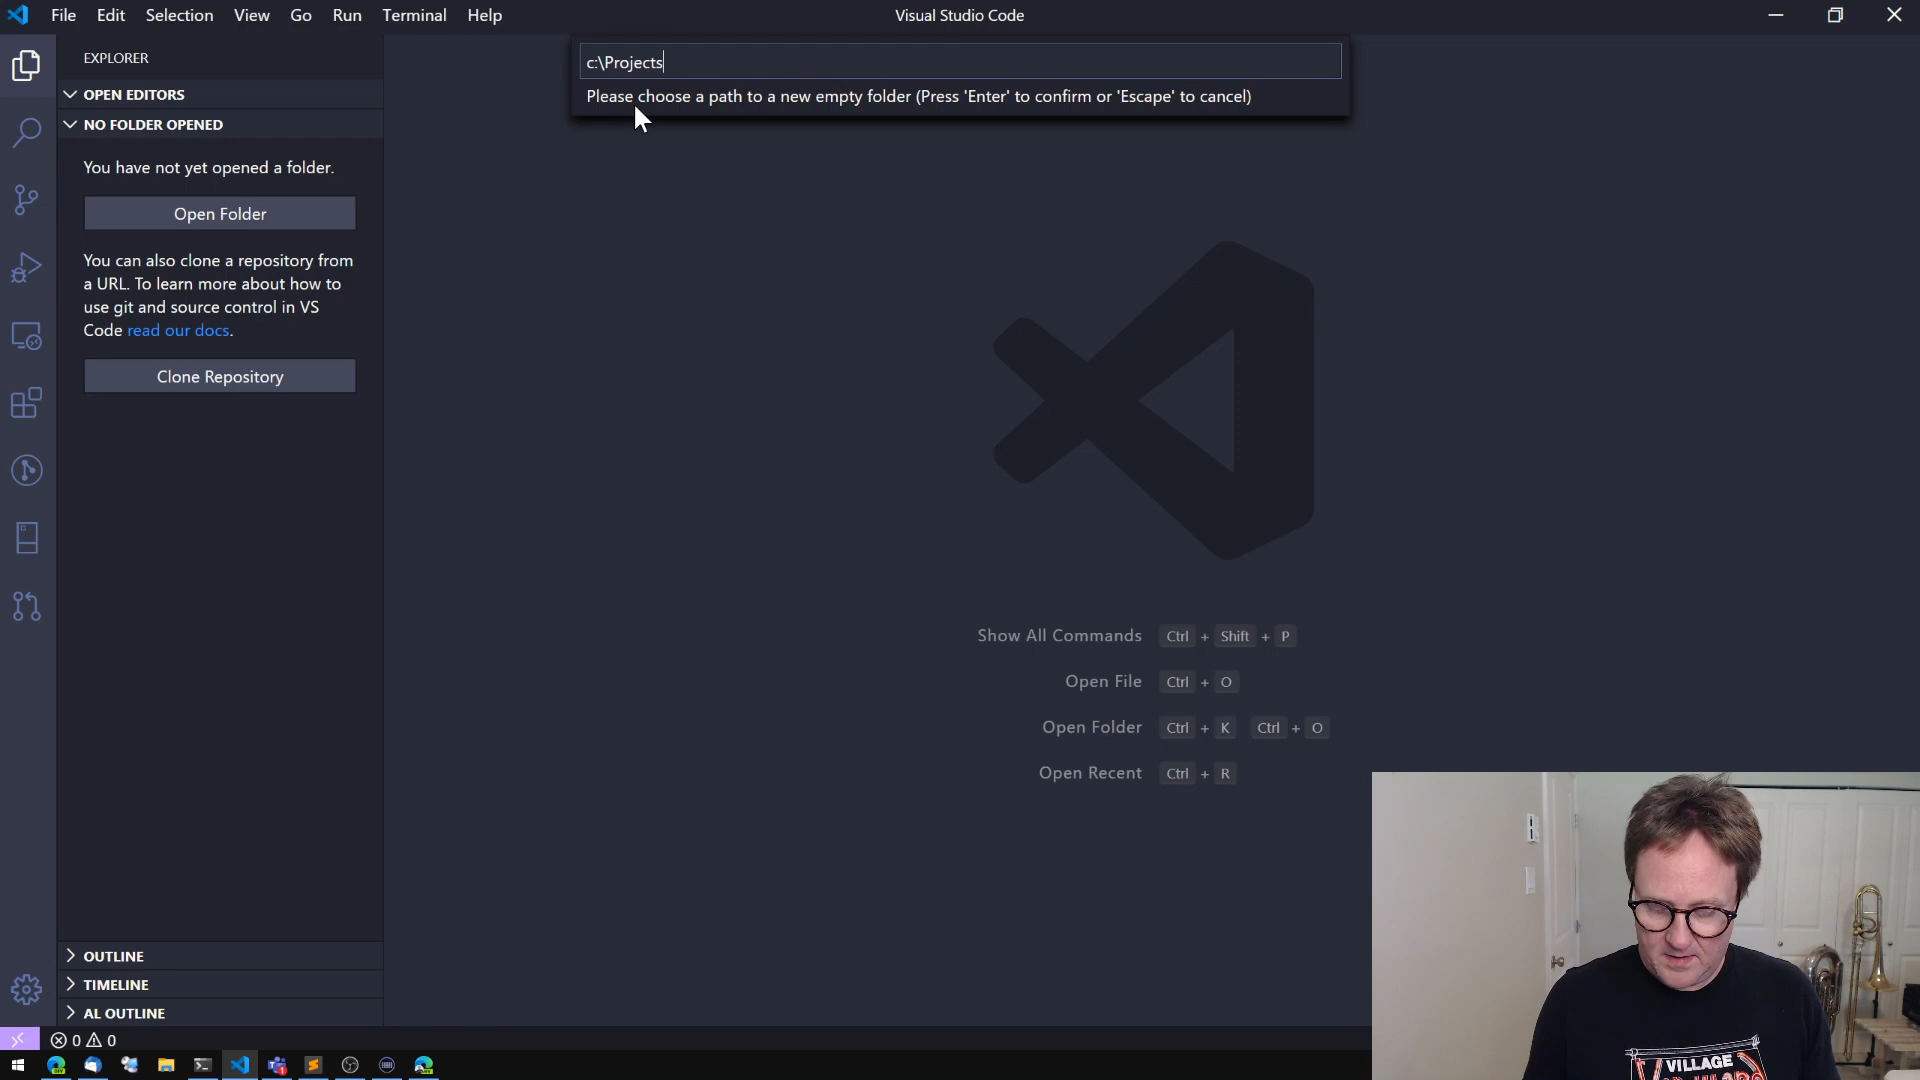 File Edit Selection View Go Run Terminal Help
Visual Studio Code
c:\Projects
Please choose a path to a new empty folder (Press 'Enter' to confirm or 'Escape' to cancel)
EXPLORER
OPEN EDITORS
NO FOLDER OPENED
You have not yet opened a folder.
Open Folder
You can also clone a repository from
a URL. To learn more about how to
use git and source control in VS
Code read our docs.
Clone Repository
Show All Commands Ctrl + Shift + P
Open File Ctrl + O
Open Folder Ctrl + K Ctrl + O
Open Recent Ctrl + R
OUTLINE
TIMELINE
AL OUTLINE
0 0
VILLAGE